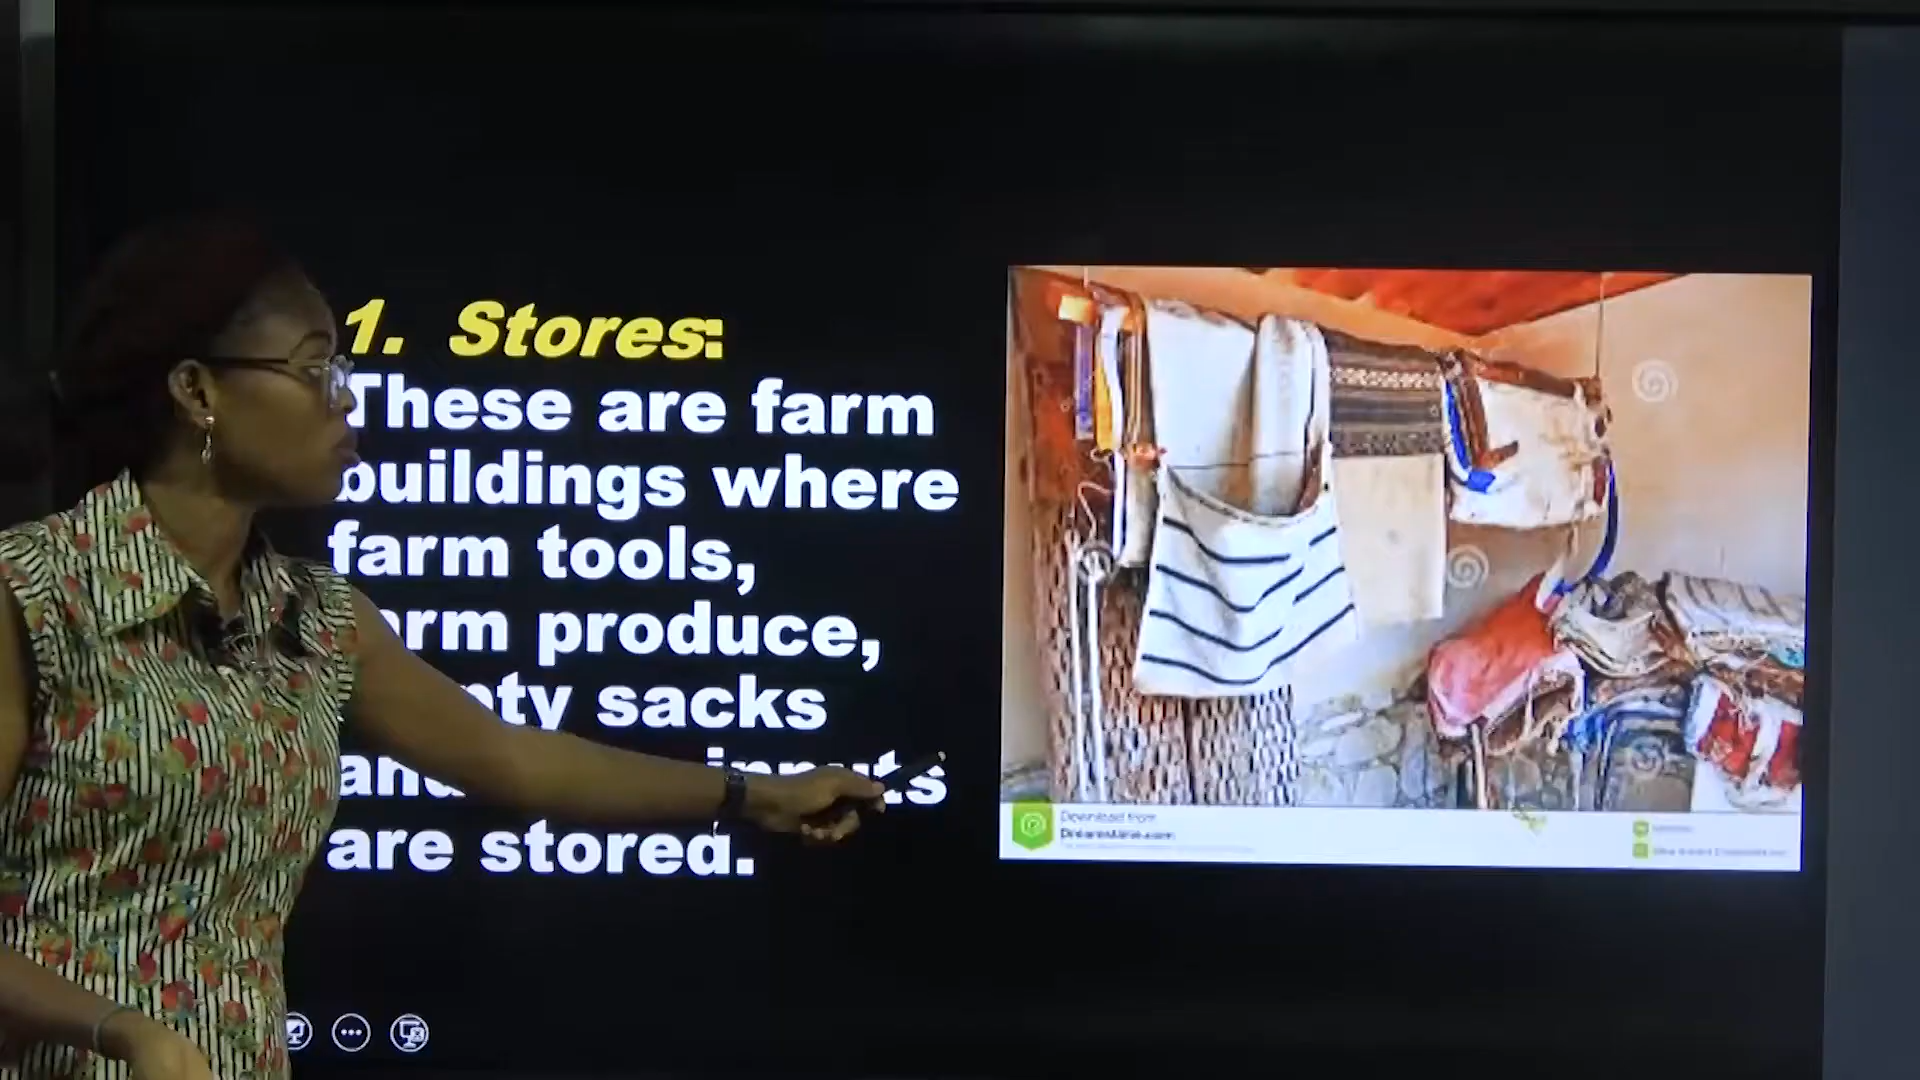 1. Stores:
These are farm
buildings where
farm tools,
farm produce,
sacks
and inputs
are stored.
Download from
Dreamstime.com